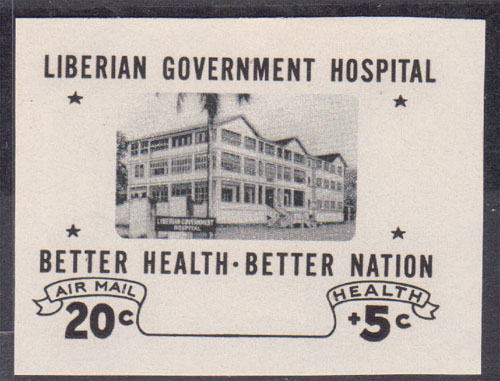 LIBERIAN GOVERNMENT HOSPITAL
LIBERIAN GOVERNMENT
HOSPITAL
BETTER HEALTH · BETTER NATION
AIR MAIL
HEALTH
20c
+5c